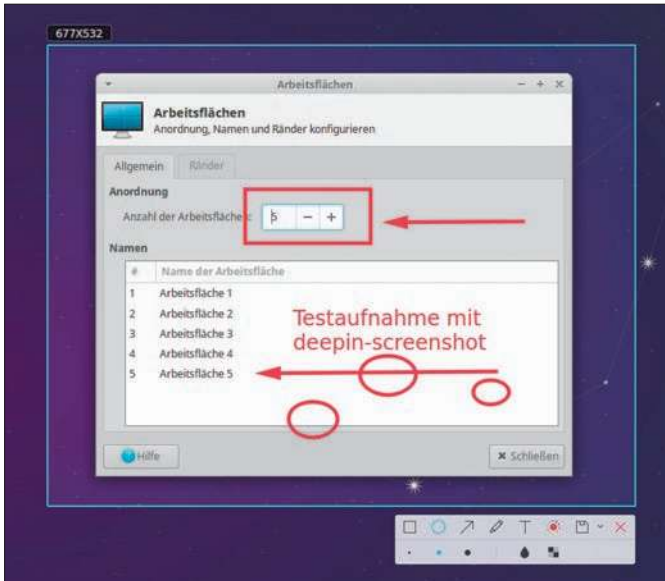 677X532
Arbeitsflächen
Arbeitsflächen
Anordnung, Namen und Ränder konfigurieren
Allgemein Ränder
Anordnung
Anzahl der Arbeitsflächen: 5 − +
Namen
# Name der Arbeitsfläche
1 Arbeitsfläche 1
2 Arbeitsfläche 2
3 Arbeitsfläche 3
4 Arbeitsfläche 4
5 Arbeitsfläche 5
Testaufnahme mit
deepin-screenshot
Hilfe
Schließen